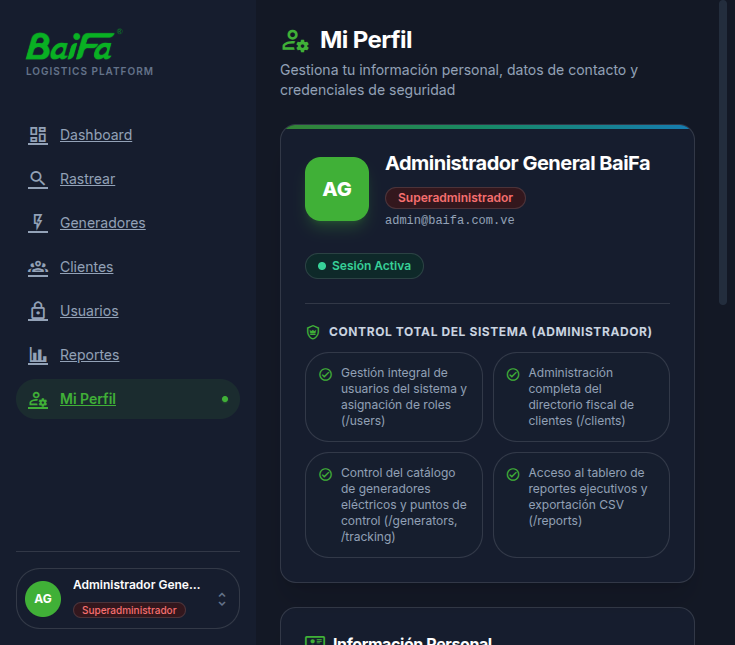 BaiFa®
LOGISTICS PLATFORM
Dashboard
Rastrear
Generadores
Clientes
Usuarios
Reportes
Mi Perfil
AG
Administrador Gene...
Superadministrador
Mi Perfil
Gestiona tu información personal, datos de contacto y
credenciales de seguridad
AG
Administrador General BaiFa
Superadministrador
admin@baifa.com.ve
Sesión Activa
CONTROL TOTAL DEL SISTEMA (ADMINISTRADOR)
Gestión integral de
usuarios del sistema y
asignación de roles
(/users)
Administración
completa del
directorio fiscal de
clientes (/clients)
Control del catálogo
de generadores
eléctricos y puntos de
control (/generators,
/tracking)
Acceso al tablero de
reportes ejecutivos y
exportación CSV
(/reports)
Información Personal